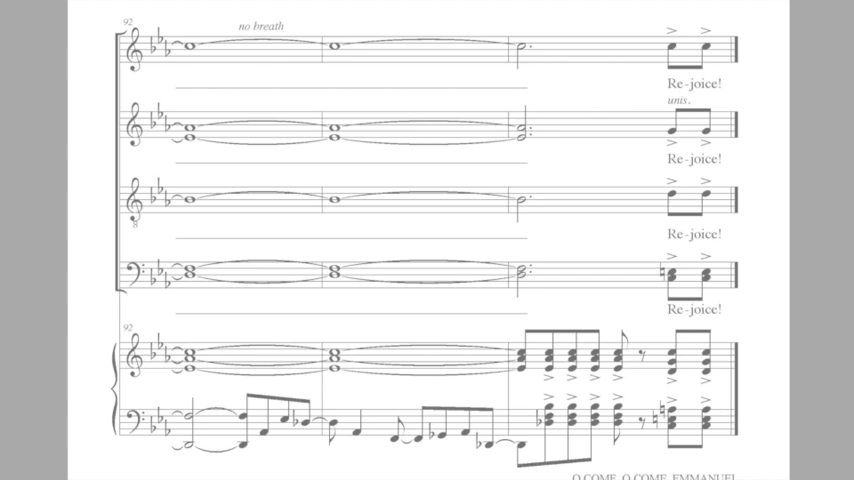 92
no breath
Re-joice!
unis.
Re-joice!
8
Re-joice!
Re-joice!
92
O COME, O COME, EMMANUEL